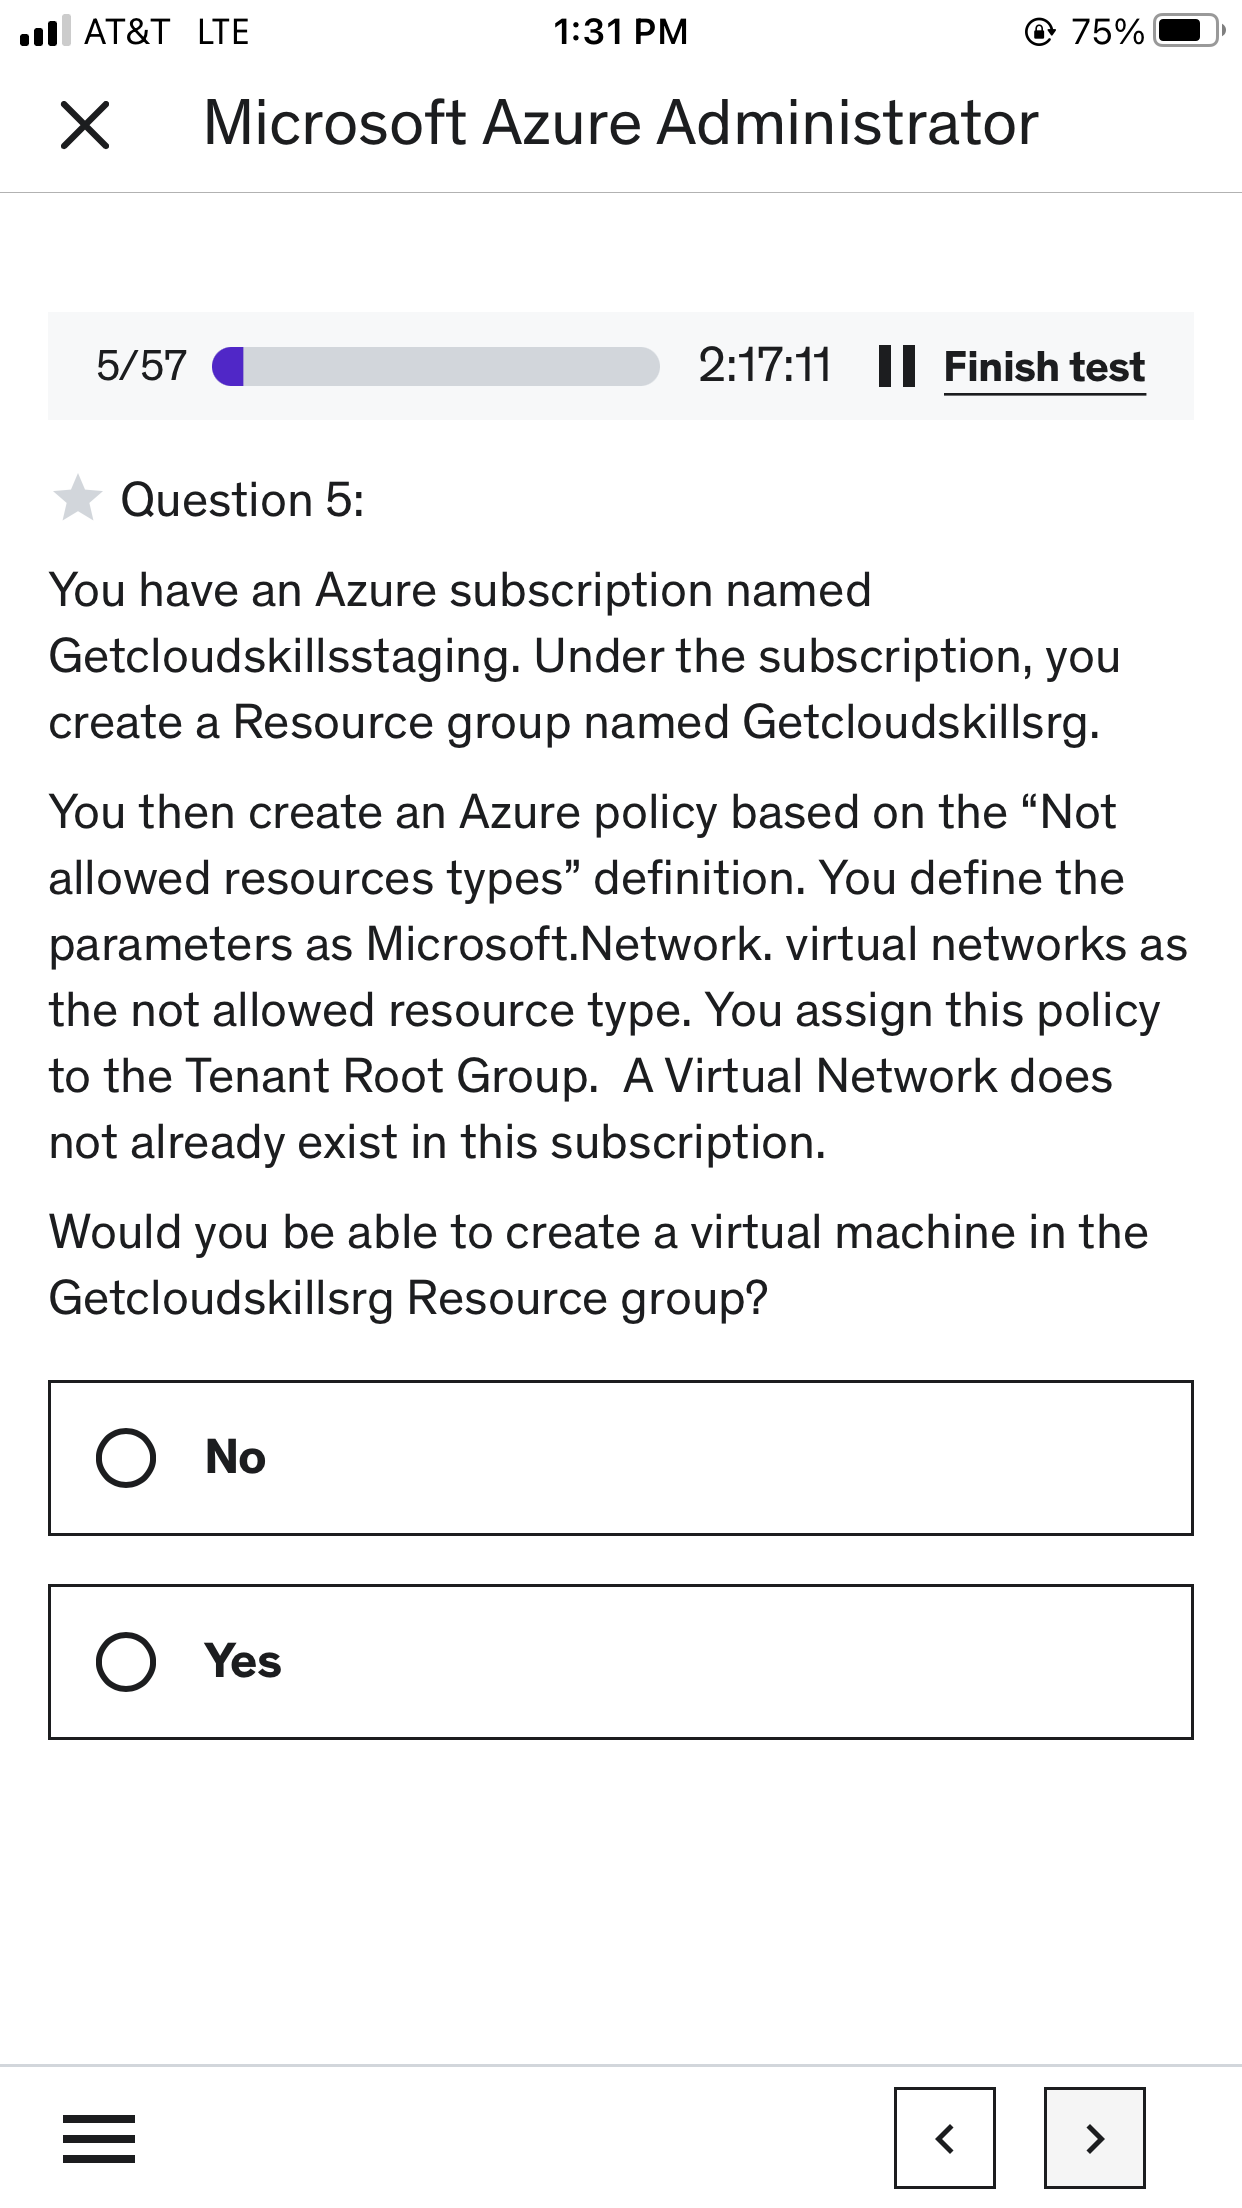 AT&T LTE 1:31 PM 75%
Microsoft Azure Administrator
5/57 2:17:11 Finish test
Question 5:
You have an Azure subscription named
Getcloudskillsstaging. Under the subscription, you
create a Resource group named Getcloudskillsrg.
You then create an Azure policy based on the “Not
allowed resources types” definition. You define the
parameters as Microsoft.Network. virtual networks as
the not allowed resource type. You assign this policy
to the Tenant Root Group.  A Virtual Network does
not already exist in this subscription.
Would you be able to create a virtual machine in the
Getcloudskillsrg Resource group?
No
Yes